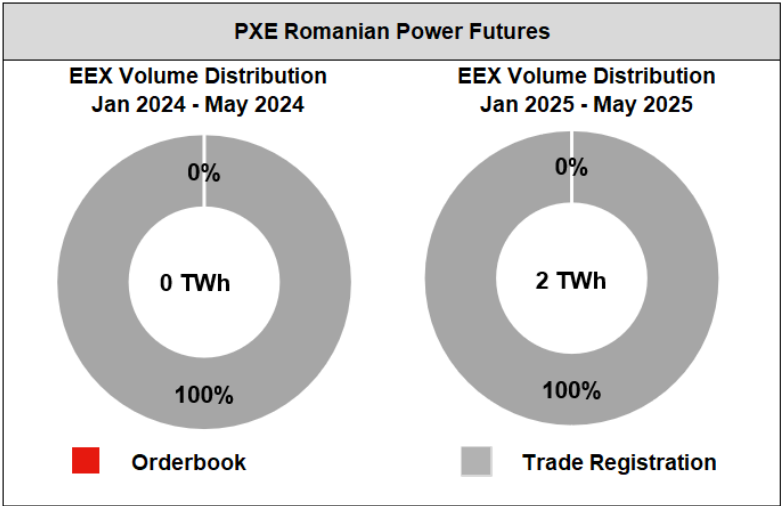 PXE Romanian Power Futures
EEX Volume Distribution
Jan 2024 - May 2024
0%
0 TWh
100%
EEX Volume Distribution
Jan 2025 - May 2025
0%
2 TWh
100%
Orderbook
Trade Registration